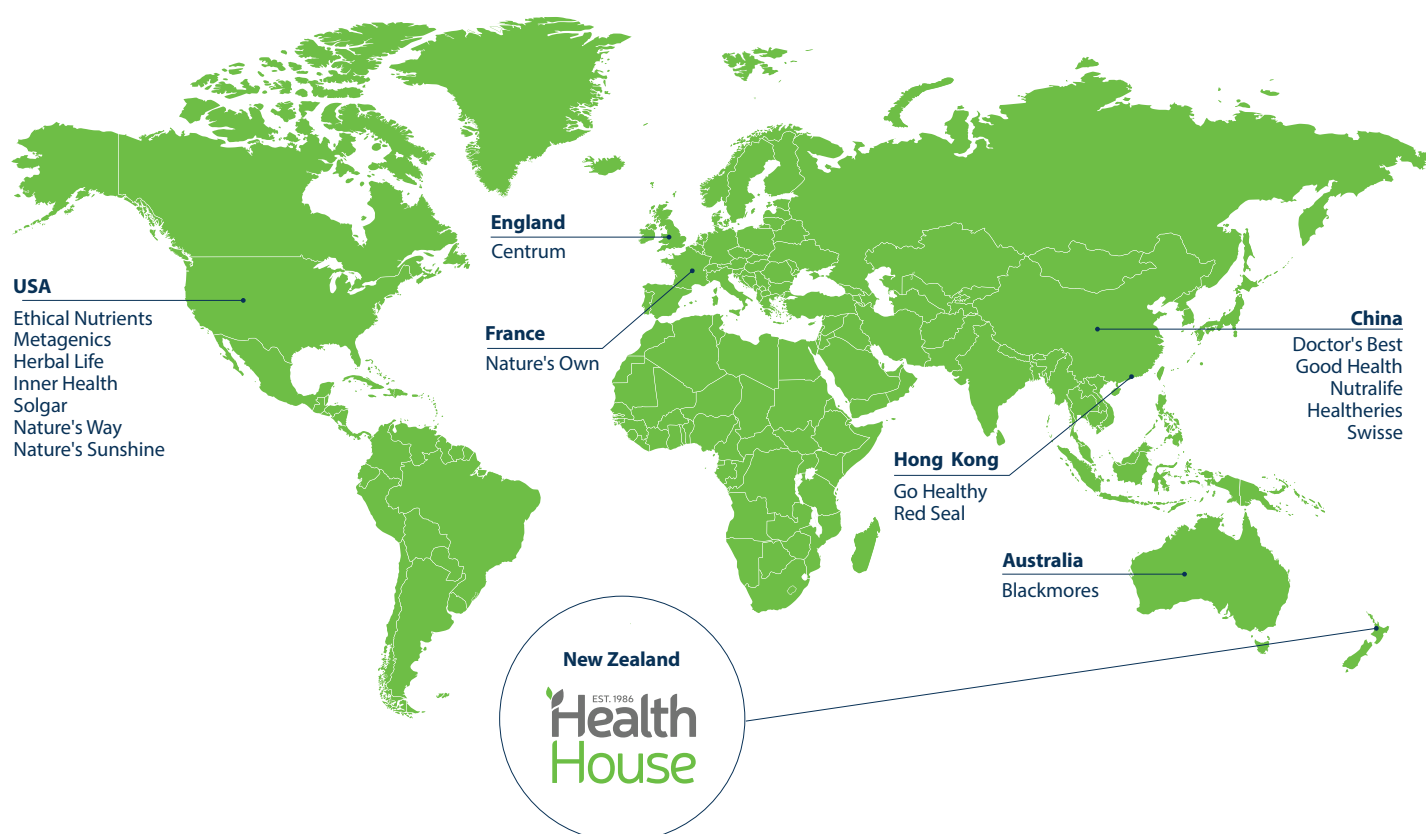 England
Centrum
USA
Ethical Nutrients
Metagenics
Herbal Life
Inner Health
Solgar
Nature's Way
Nature's Sunshine
France
Nature's Own
China
Doctor's Best
Good Health
Nutralife
Healtheries
Swisse
Hong Kong
Go Healthy
Red Seal
Australia
Blackmores
New Zealand
EST. 1986
Health
House